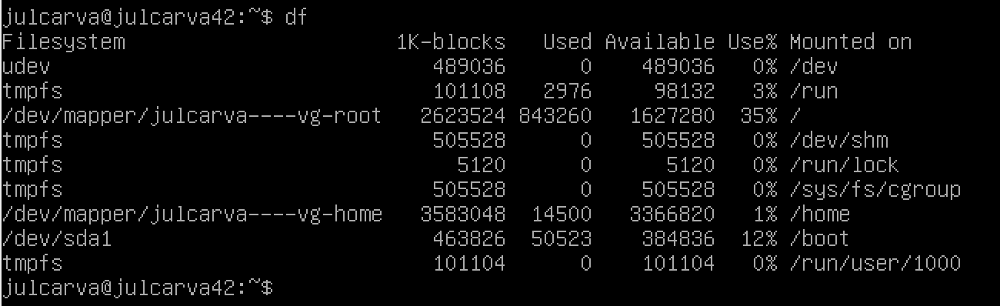 julcarva@julcarva42:~$ df
Filesystem 1K-blocks Used Available Use% Mounted on
udev 489036 0 489036 0% /dev
tmpfs 101108 2976 98132 3% /run
/dev/mapper/julcarva----vg-root 2623524 843260 1627280 35% /
tmpfs 505528 0 505528 0% /dev/shm
tmpfs 5120 0 5120 0% /run/lock
tmpfs 505528 0 505528 0% /sys/fs/cgroup
/dev/mapper/julcarva----vg-home 3583048 14500 3366820 1% /home
/dev/sda1 463826 50523 384836 12% /boot
tmpfs 101104 0 101104 0% /run/user/1000
julcarva@julcarva42:~$